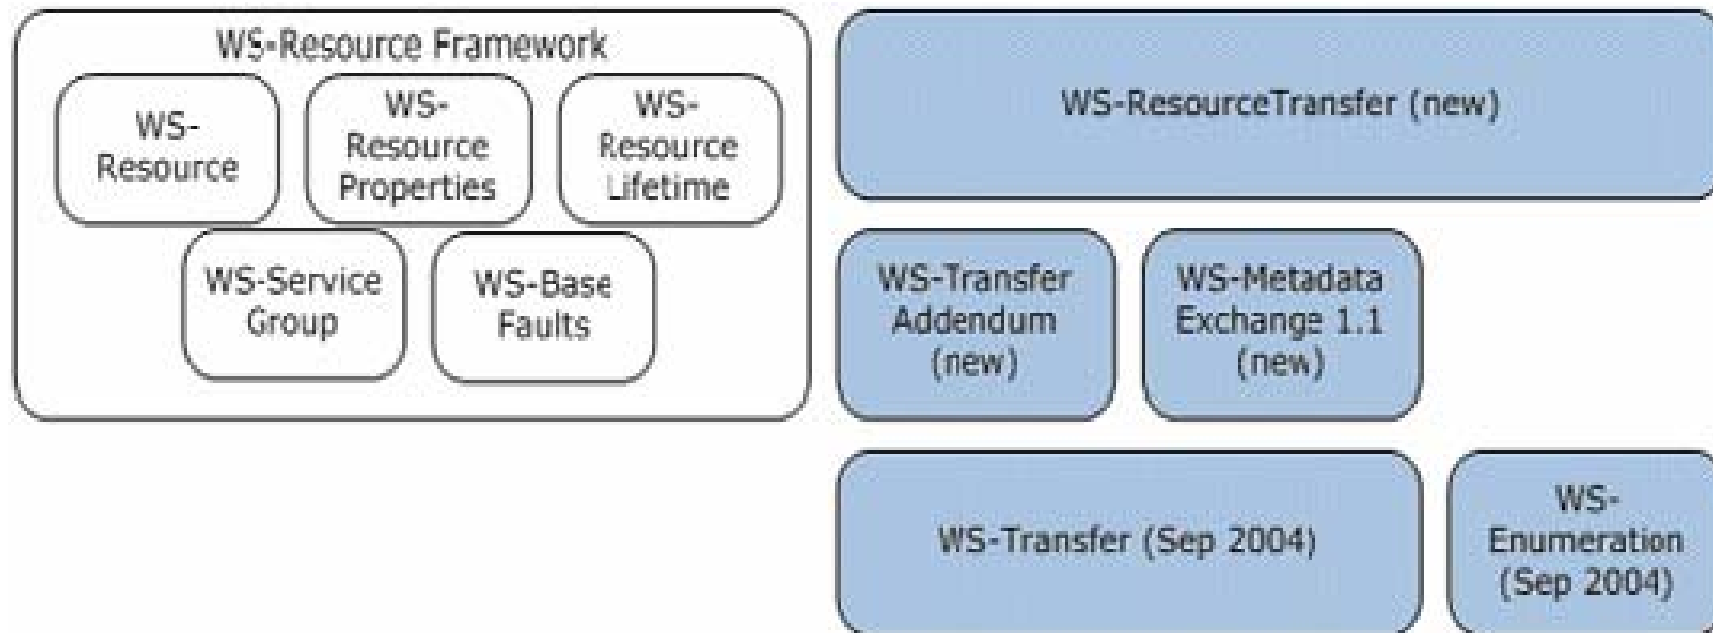 WS-Resource Framework
WS-
Resource
WS-
Resource
Properties
WS-
Resource
Lifetime
WS-Service
Group
WS-Base
Faults
WS-ResourceTransfer (new)
WS-Transfer
Addendum
(new)
WS-Metadata
Exchange 1.1
(new)
WS-Transfer (Sep 2004)
WS-
Enumeration
(Sep 2004)